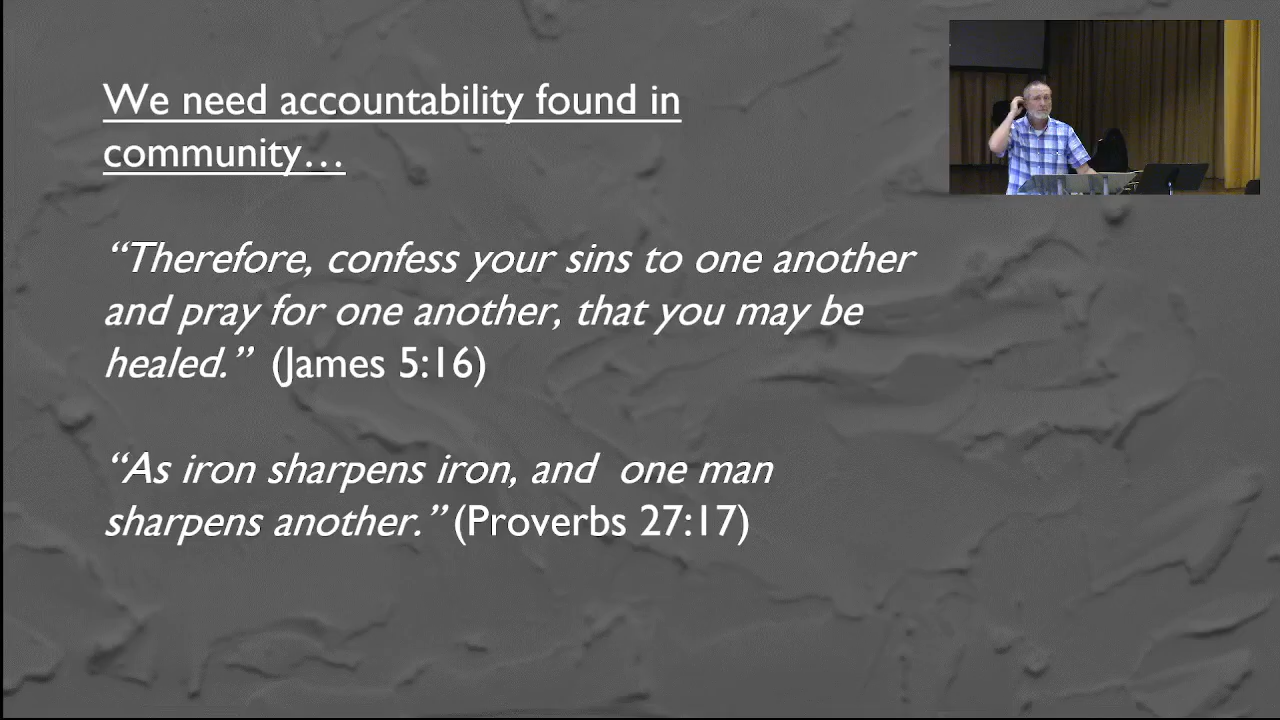 We need accountability found in
community…
“Therefore, confess your sins to one another
and pray for one another, that you may be
healed.” (James 5:16)
“As iron sharpens iron, and  one man
sharpens another.” (Proverbs 27:17)